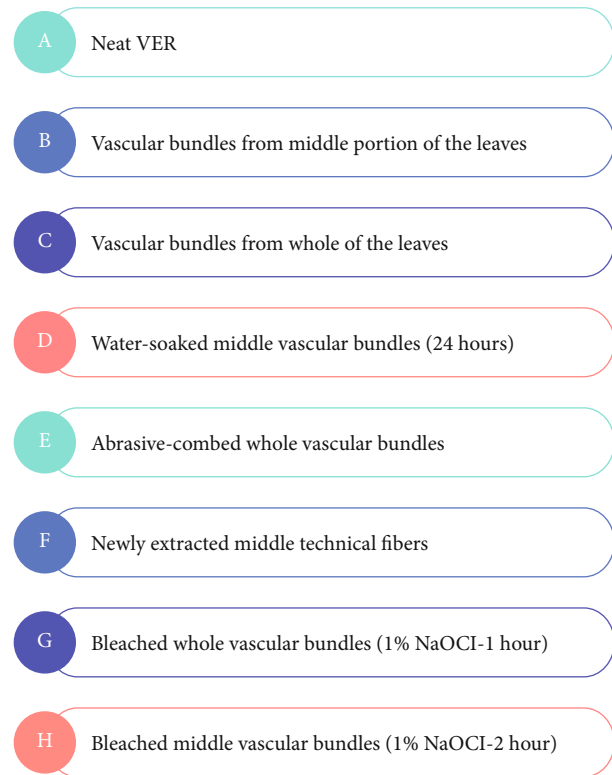 A Neat VER
B Vascular bundles from middle portion of the leaves
C Vascular bundles from whole of the leaves
D Water-soaked middle vascular bundles (24 hours)
E Abrasive-combed whole vascular bundles
F Newly extracted middle technical fibers
G Bleached whole vascular bundles (1% NaOCI-1 hour)
H Bleached middle vascular bundles (1% NaOCI-2 hour)